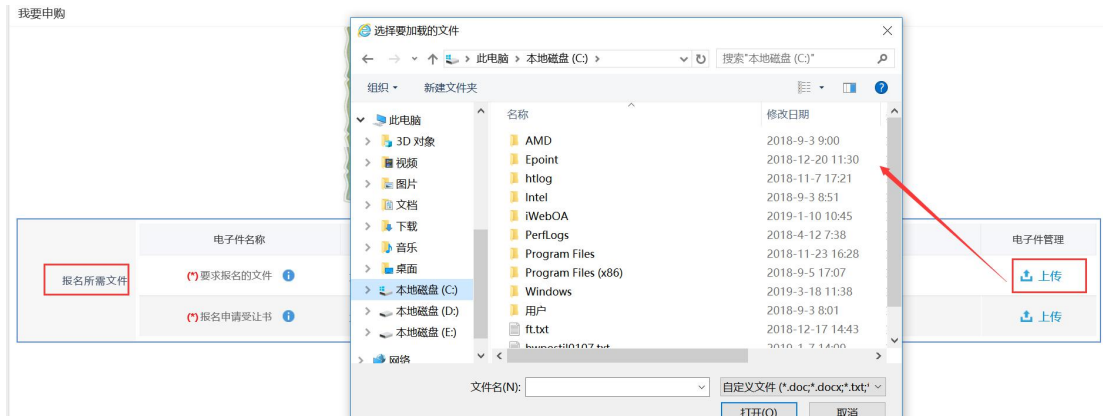 我要申购
选择要加载的文件
此电脑 > 本地磁盘 (C:) >
搜索"本地磁盘 (C:)"
组织
新建文件夹
名称
修改日期
此电脑
3D 对象
视频
图片
文档
下载
音乐
桌面
本地磁盘 (C:)
本地磁盘 (D:)
本地磁盘 (E:)
网络
AMD 2018-9-3 9:00
Epoint 2018-12-20 11:30
htlog 2018-11-7 17:21
Intel 2018-9-3 8:51
iWebOA 2019-1-10 10:45
PerfLogs 2018-4-12 7:38
Program Files 2018-11-23 16:28
Program Files (x86) 2018-9-5 17:07
Windows 2019-3-18 11:38
用户 2018-9-3 8:01
ft.txt 2018-12-17 14:43
文件名(N):
自定义文件 (*.doc;*.docx;*.txt;*
打开(O)
取消
电子件名称
电子件管理
报名所需文件
(*)要求报名的文件
上传
(*)报名申请受让书
上传